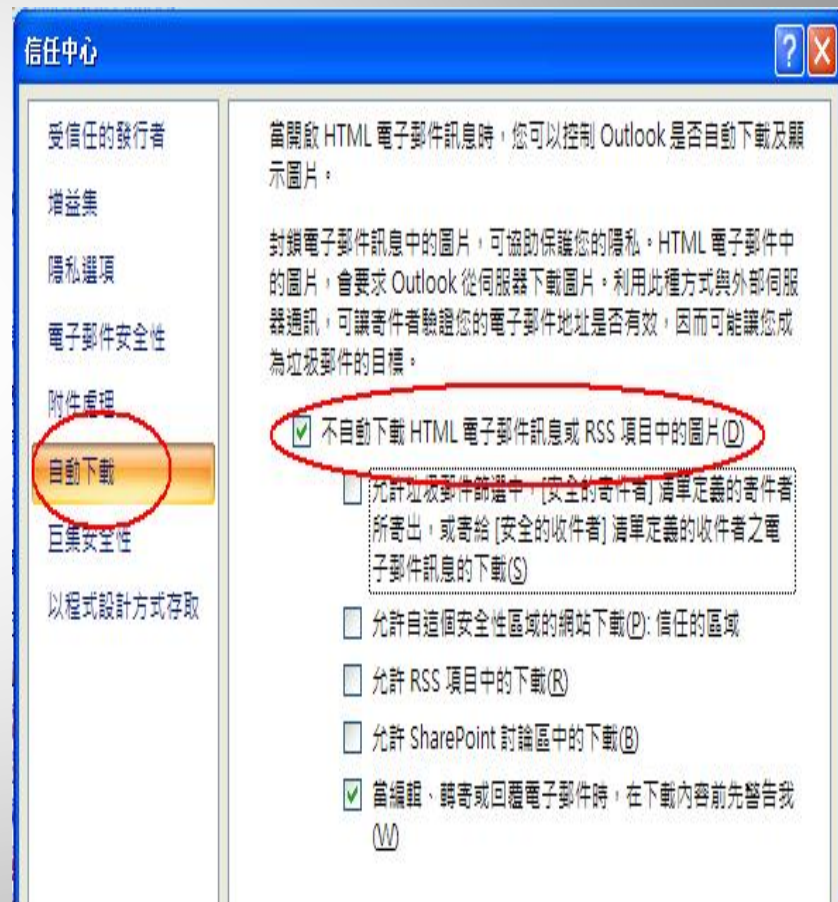 信任中心
受信任的發行者
增益集
隱私選項
電子郵件安全性
附件處理
自動下載
巨集安全性
以程式設計方式存取
當開啟 HTML 電子郵件訊息時，您可以控制 Outlook 是否自動下載及顯
示圖片。
封鎖電子郵件訊息中的圖片，可協助保護您的隱私。HTML 電子郵件中
的圖片，會要求 Outlook 從伺服器下載圖片。利用此種方式與外部伺服
器通訊，可讓寄件者驗證您的電子郵件地址是否有效，因而可能讓您成
為垃圾郵件的目標。
不自動下載 HTML 電子郵件訊息或 RSS 項目中的圖片(D)
允許垃圾郵件篩選中，[安全的寄件者] 清單定義的寄件者
所寄出，或寄給 [安全的收件者] 清單定義的收件者之電
子郵件訊息的下載(S)
允許自這個安全性區域的網站下載(P): 信任的區域
允許 RSS 項目中的下載(R)
允許 SharePoint 討論區中的下載(B)
當編輯、轉寄或回覆電子郵件時，在下載內容前先警告我
(W)